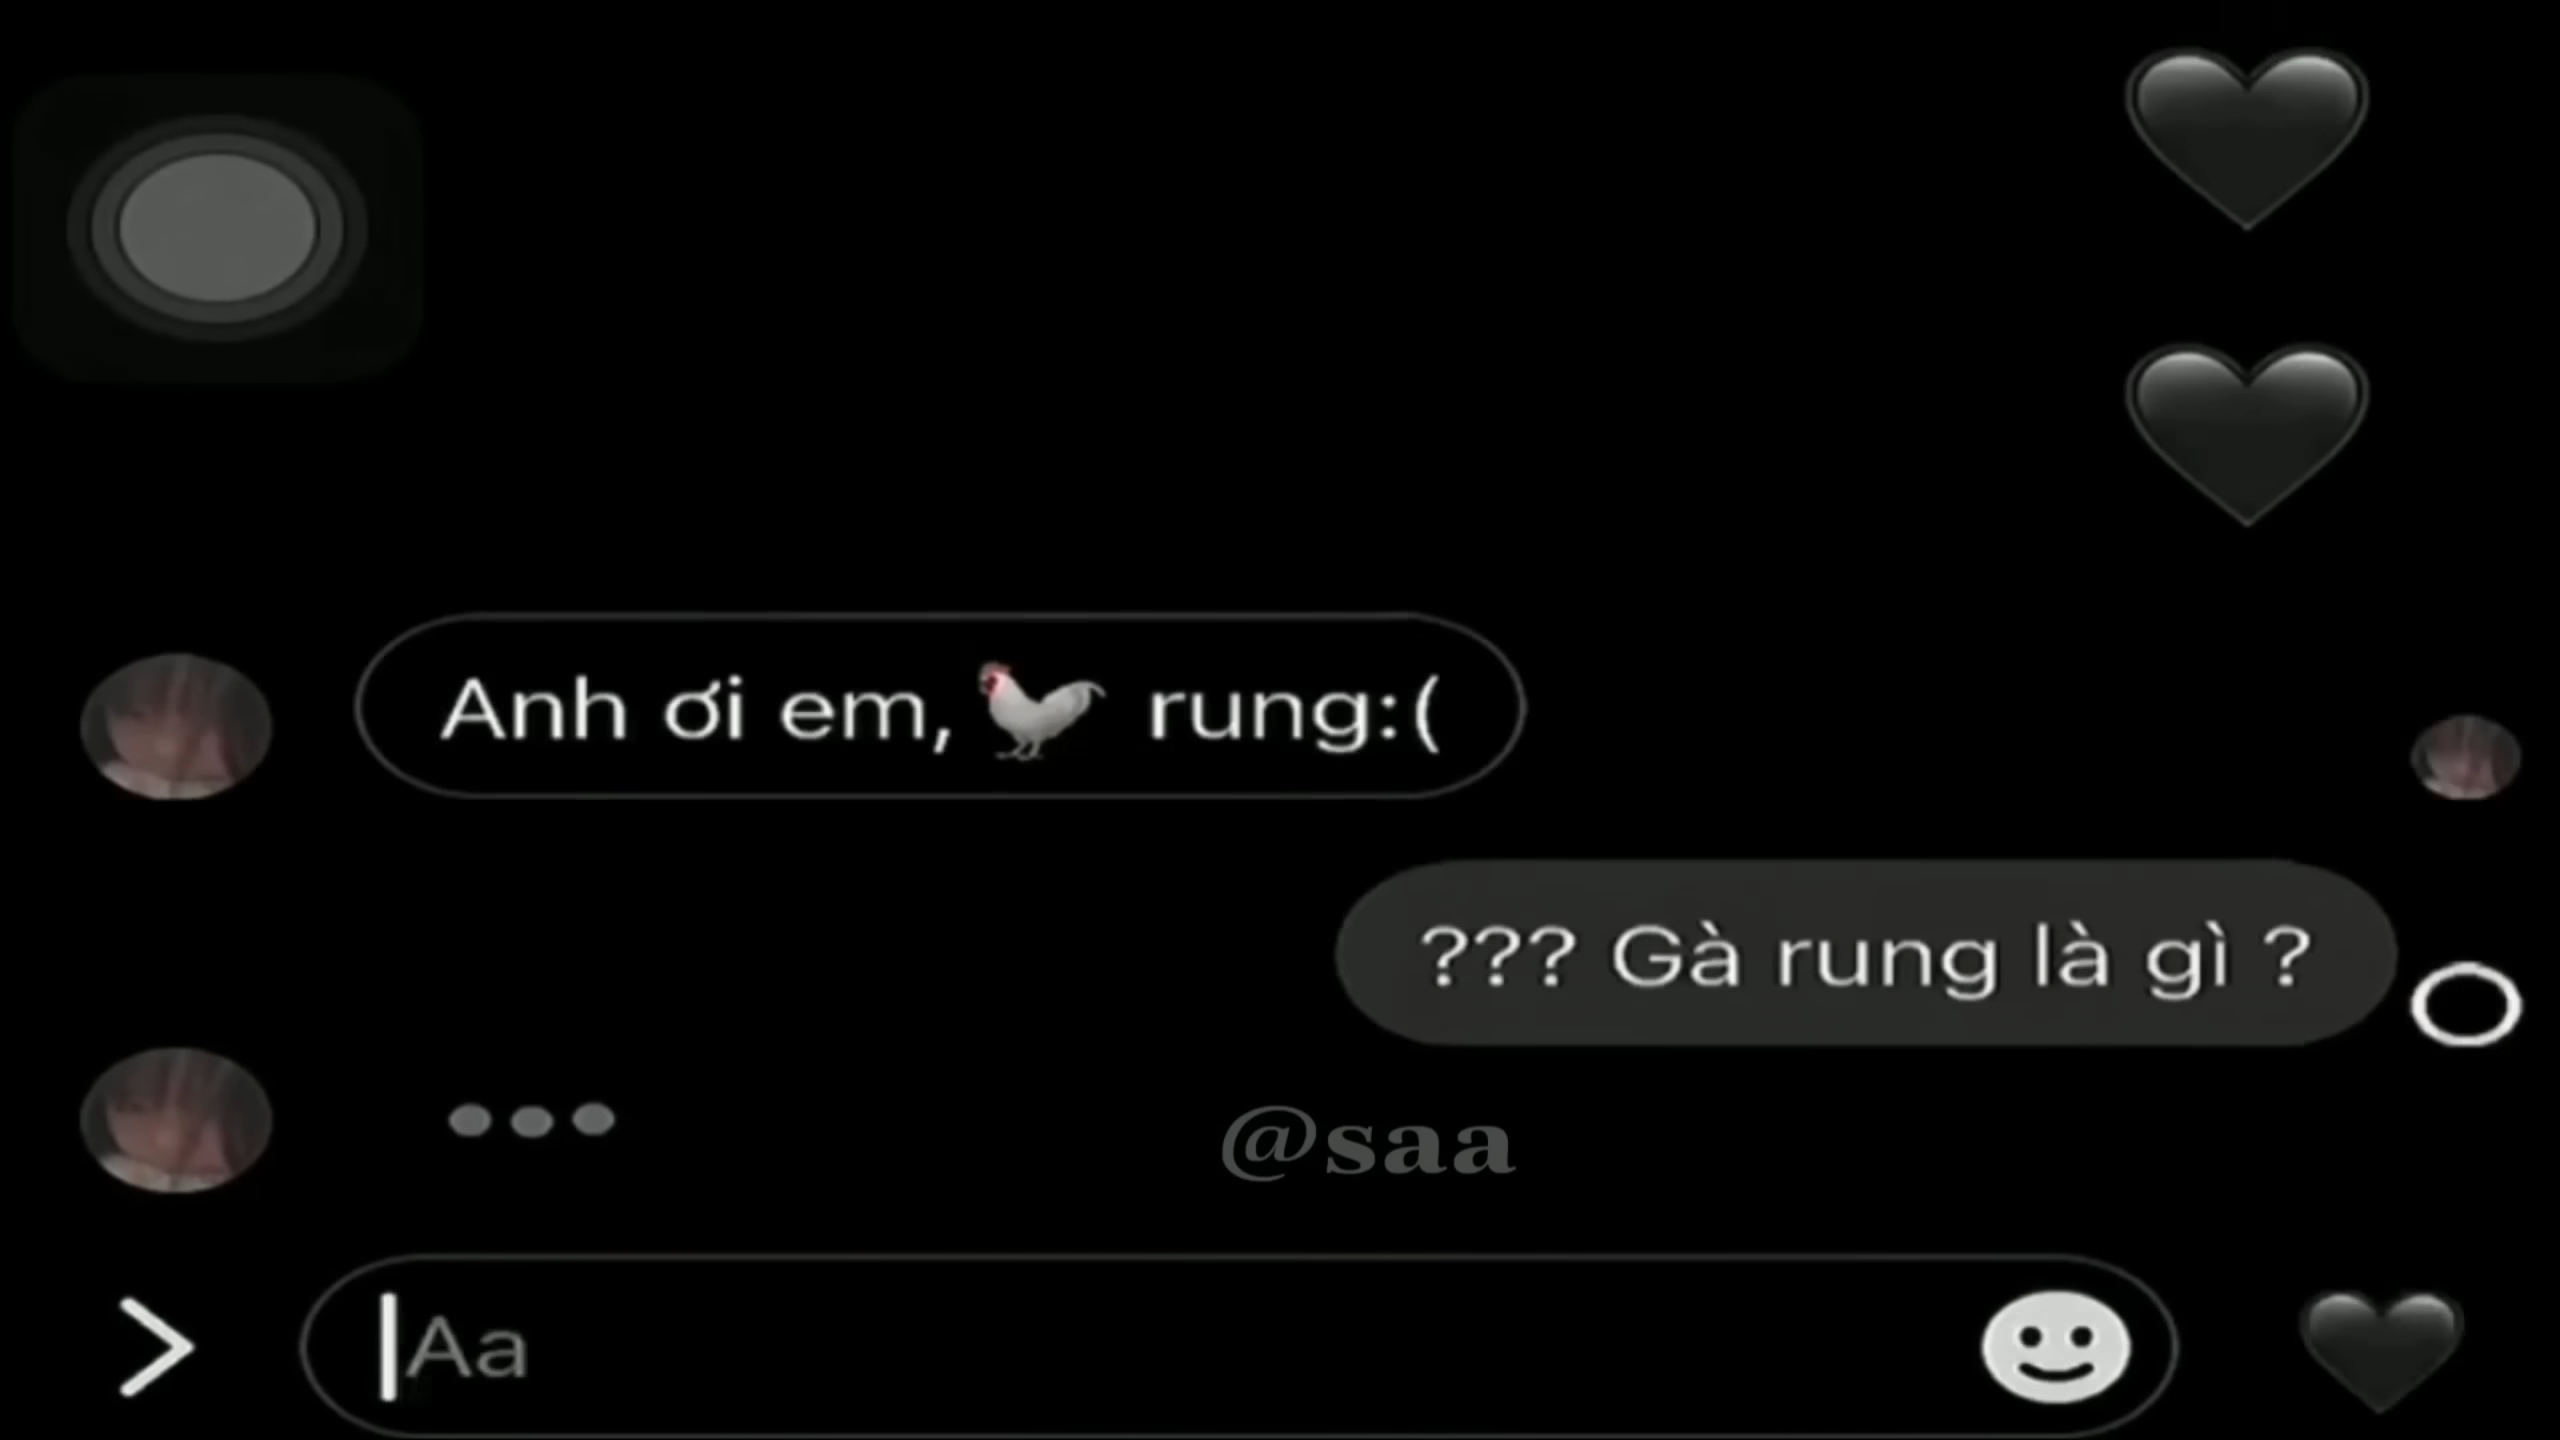 Anh ơi em,🐓 rung:(
??? Gà rung là gì ?
@saa
Aa